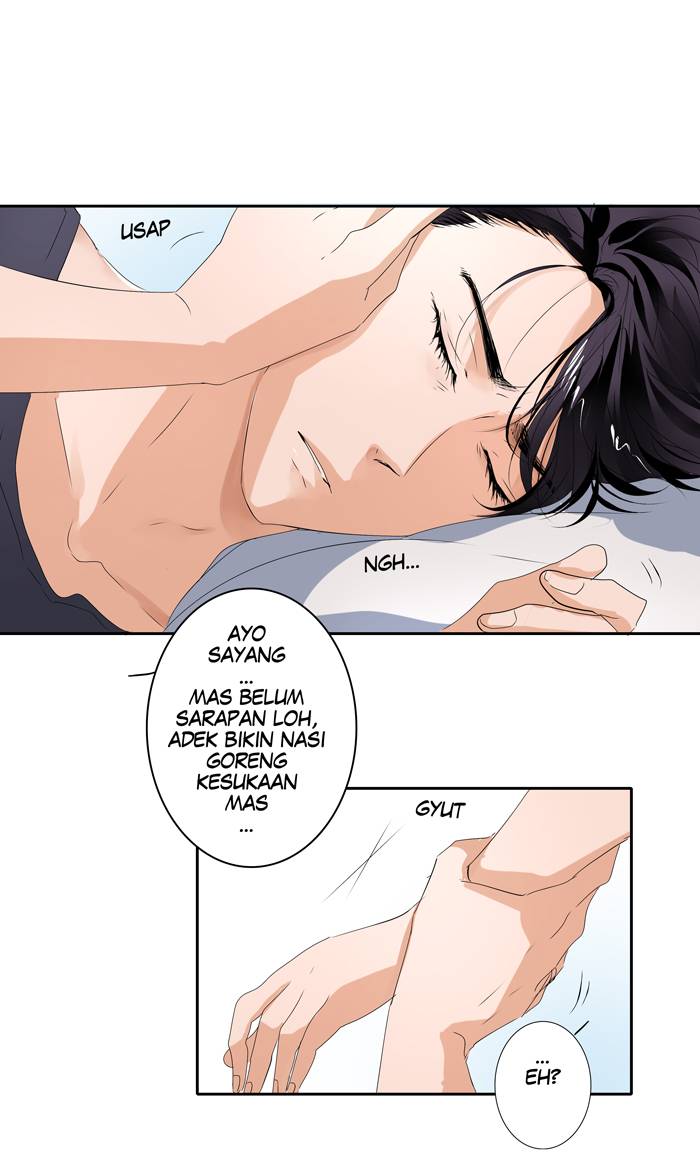 USAP
NGH...
AYO
SAYANG
...
MAS BELUM
SARAPAN LOH,
ADEK BIKIN NASI
GORENG
KESUKAAN
MAS
...
GYUT
...
EH?